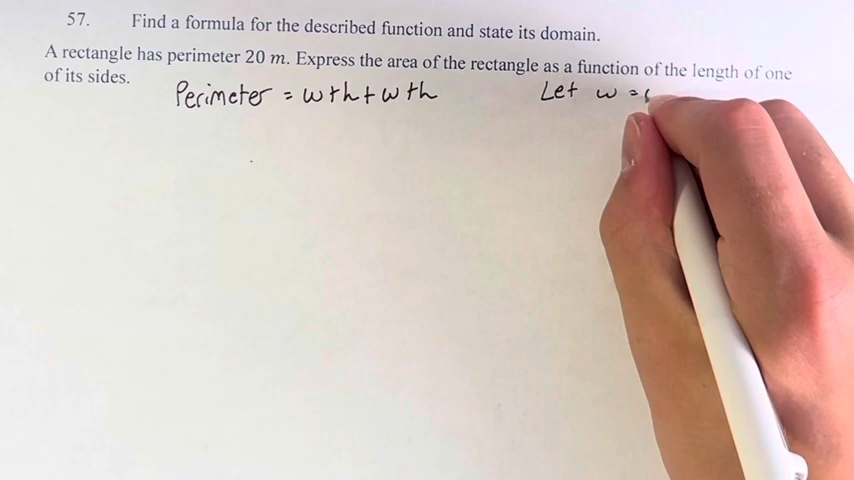 57. Find a formula for the described function and state its domain.
A rectangle has perimeter 20 m. Express the area of the rectangle as a function of the length of one
of its sides.
Perimeter = w+h+w+h Let w =